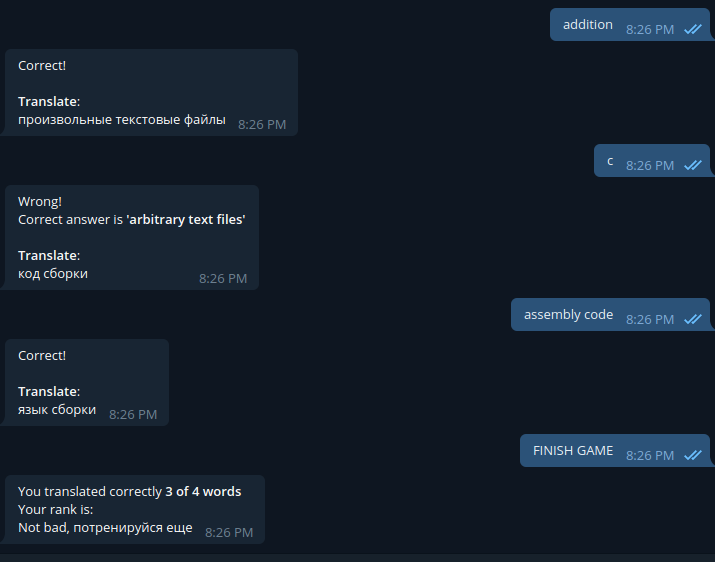 addition
8:26 PM
Correct!
Translate:
произвольные текстовые файлы
8:26 PM
с
8:26 PM
Wrong!
Correct answer is 'arbitrary text files'
Translate:
код сборки
8:26 PM
assembly code
8:26 PM
Correct!
Translate:
язык сборки
8:26 PM
FINISH GAME
8:26 PM
You translated correctly 3 of 4 words
Your rank is:
Not bad, потренируйся еще
8:26 PM